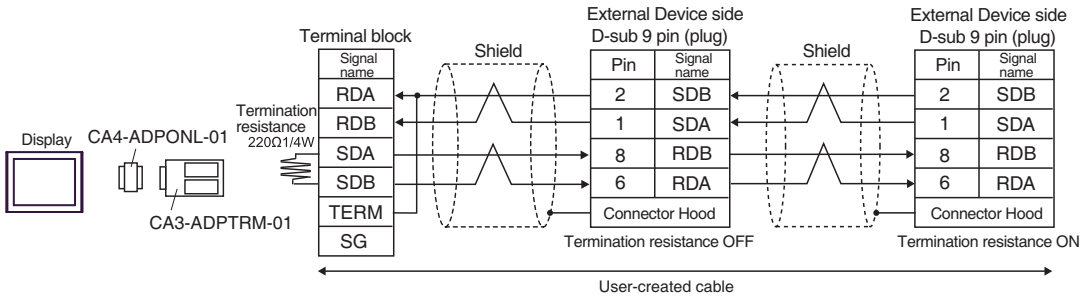 Display
CA4-ADPONL-01
CA3-ADPTRM-01
Termination
resistance
220Ω1/4W
Terminal block
Signal
name
RDA
RDB
SDA
SDB
TERM
SG
Shield
External Device side
D-sub 9 pin (plug)
Pin Signal
name
2 SDB
1 SDA
8 RDB
6 RDA
Connector Hood
Termination resistance OFF
Shield
External Device side
D-sub 9 pin (plug)
Pin Signal
name
2 SDB
1 SDA
8 RDB
6 RDA
Connector Hood
Termination resistance ON
User-created cable